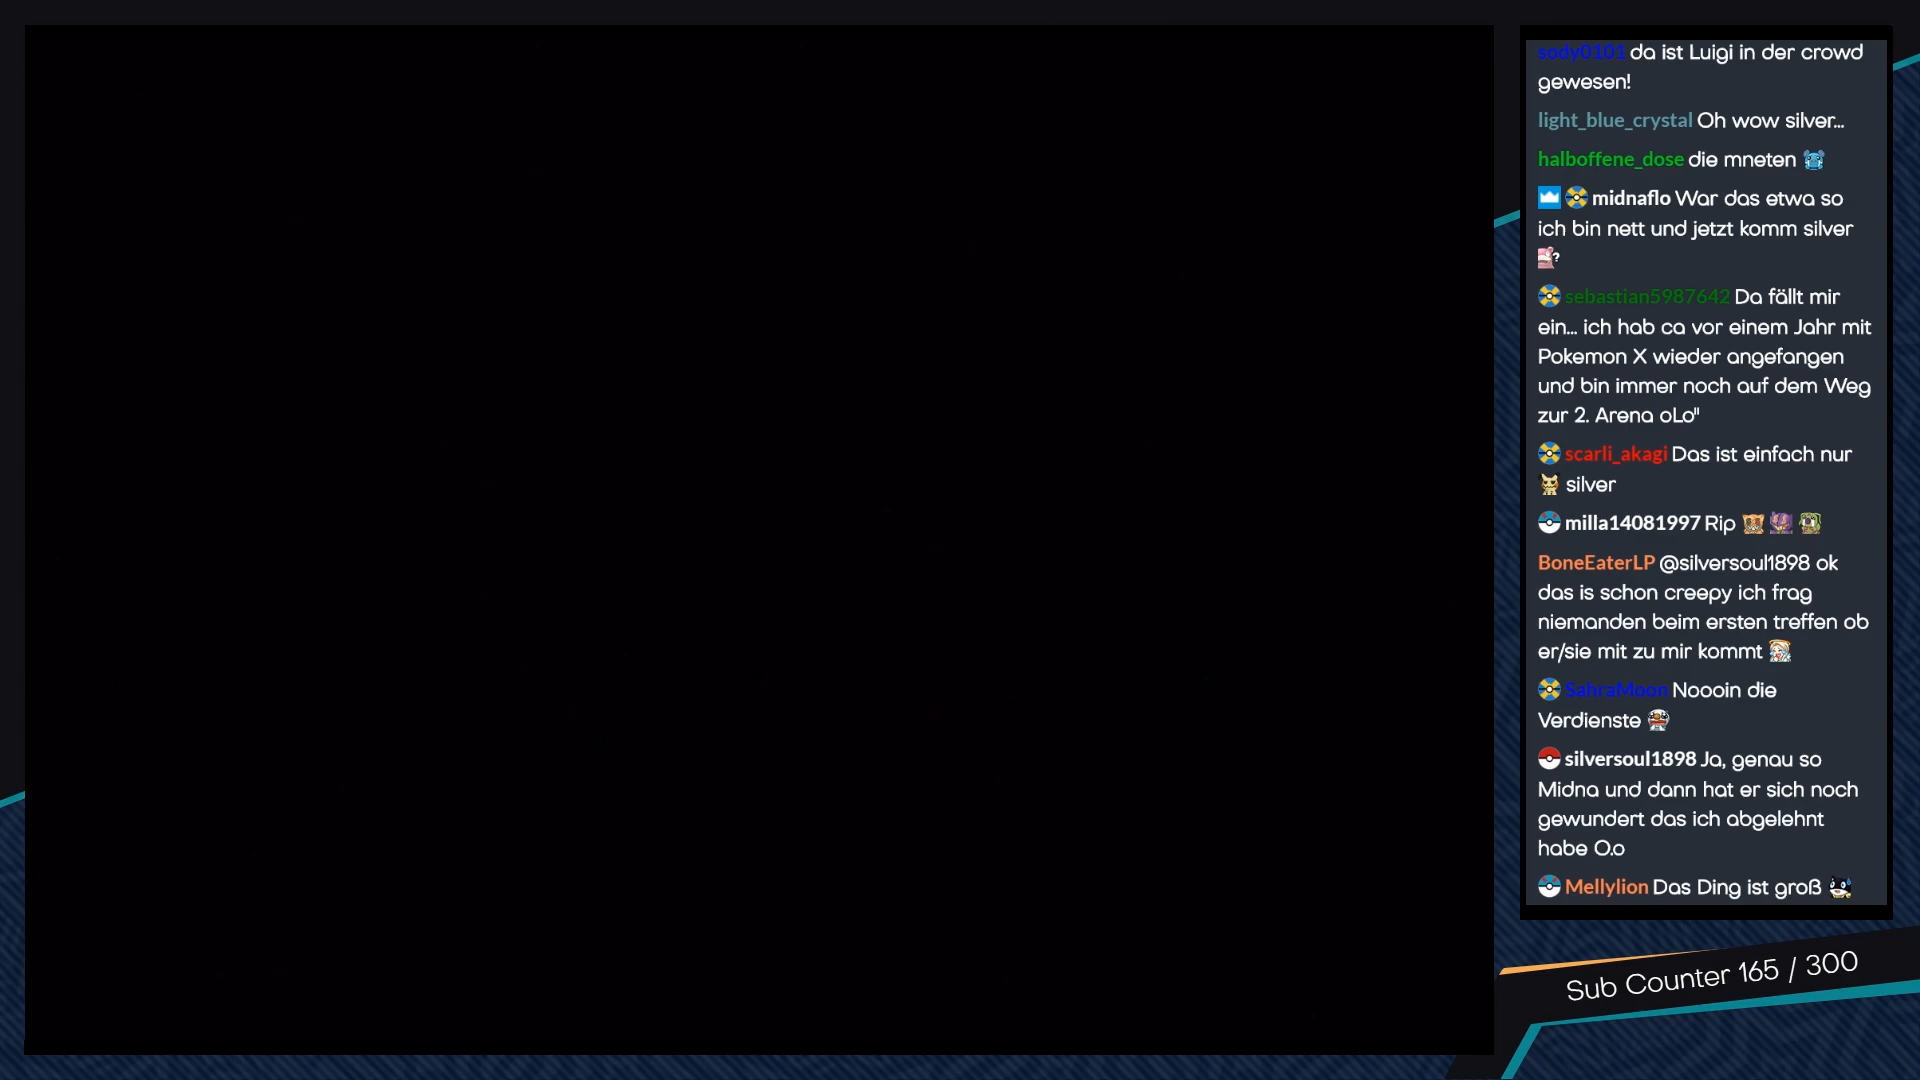 sody0101 da ist Luigi in der crowd
gewesen!
light_blue_crystal Oh wow silver...
halboffene_dose die mneten
midnaflo War das etwa so
ich bin nett und jetzt komm silver
?
sebastian5987642 Da fällt mir
ein... ich hab ca vor einem Jahr mit
Pokemon X wieder angefangen
und bin immer noch auf dem Weg
zur 2. Arena oLo"
scarli_akagi Das ist einfach nur
silver
milla14081997 Rip
BoneEaterLP @silversoul1898 ok
das is schon creepy ich frag
niemanden beim ersten treffen ob
er/sie mit zu mir kommt
SahraMoon Noooin die
Verdienste
silversoul1898 Ja, genau so
Midna und dann hat er sich noch
gewundert das ich abgelehnt
habe O.o
Mellylion Das Ding ist groß
Sub Counter 165 / 300